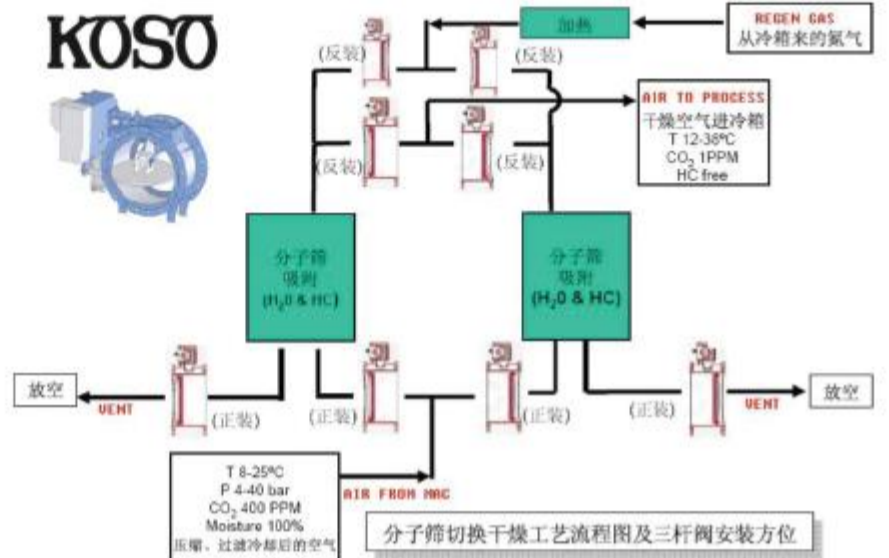 KOSO
加热
REGEN GAS
从冷箱来的氮气
(反装)
(反装)
AIR TO PROCESS
干燥空气进冷箱
T 12-38ºC
CO₂ 1PPM
HC free
(反装)
(反装)
分子筛
吸附
(H₂0 & HC)
分子筛
吸附
(H₂0 & HC)
放空
VENT
(正装)
(正装)
(正装)
(正装)
VENT
放空
T 8-25ºC
P 4-40 bar
CO₂ 400 PPM
Moisture 100%
压缩、过滤冷却后的空气
AIR FROM MAC
分子筛切换干燥工艺流程图及三杆阀安装方位